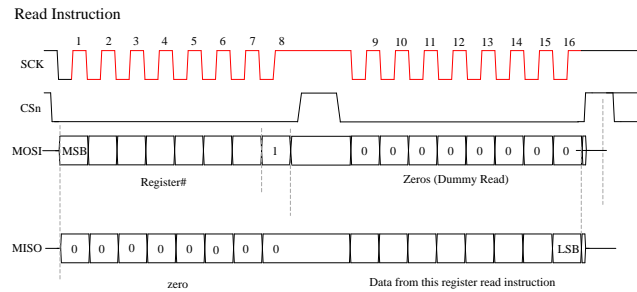 Read Instruction
1 2 3 4 5 6 7 8 9 10 11 12 13 14 15 16
SCK
CSn
MOSI MSB 1 0 0 0 0 0 0 0 0
Register# Zeros (Dummy Read)
MISO 0 0 0 0 0 0 0 0 LSB
zero Data from this register read instruction